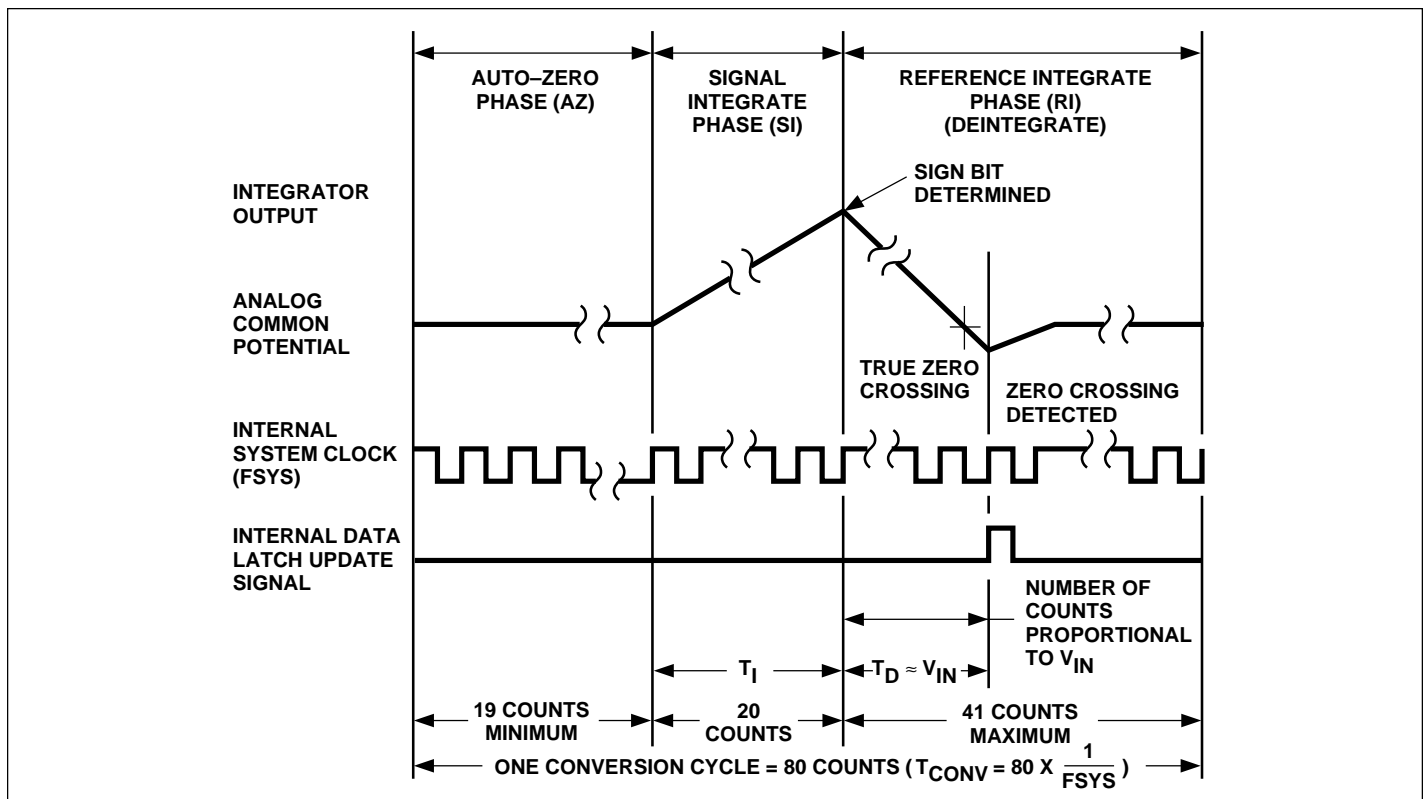 AUTO–ZERO
PHASE (AZ)
SIGNAL
INTEGRATE
PHASE (SI)
REFERENCE INTEGRATE
PHASE (RI)
(DEINTEGRATE)
SIGN BIT
DETERMINED
INTEGRATOR
OUTPUT
ANALOG
COMMON
POTENTIAL
TRUE ZERO
CROSSING
ZERO CROSSING
DETECTED
INTERNAL
SYSTEM CLOCK
(FSYS)
INTERNAL DATA
LATCH UPDATE
SIGNAL
NUMBER OF
COUNTS
PROPORTIONAL
TO VIN
TI
TD ≈ VIN
19 COUNTS
MINIMUM
20
COUNTS
41 COUNTS
MAXIMUM
ONE CONVERSION CYCLE = 80 COUNTS ( TCONV = 80 X 1/FSYS )